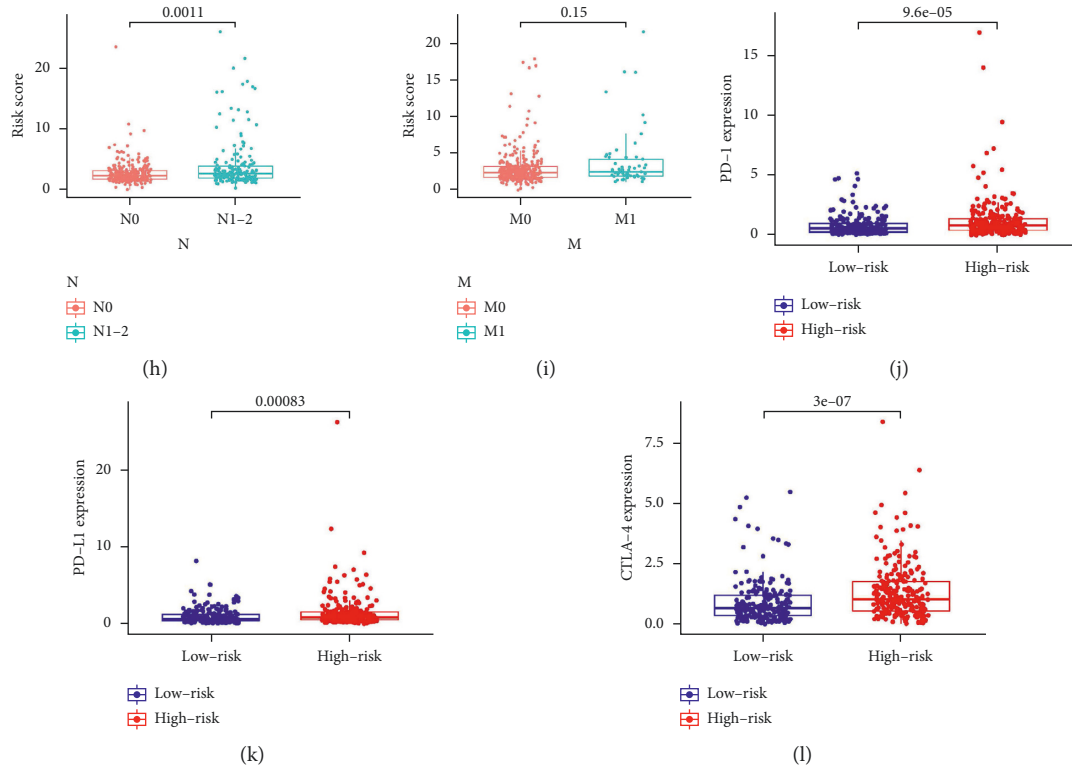 0.0011
Risk score
20
10
0
N0
N1–2
N
N
N0
N1–2
(h)
0.15
Risk score
20
15
10
5
0
M0
M1
M
M
M0
M1
(i)
9.6e–05
PD–1 expression
15
10
5
0
Low–risk
High–risk
Low–risk
High–risk
(j)
0.00083
PD–L1 expression
20
10
0
Low–risk
High–risk
Low–risk
High–risk
(k)
3e–07
CTLA–4 expression
7.5
5.0
2.5
0.0
Low–risk
High–risk
Low–risk
High–risk
(l)